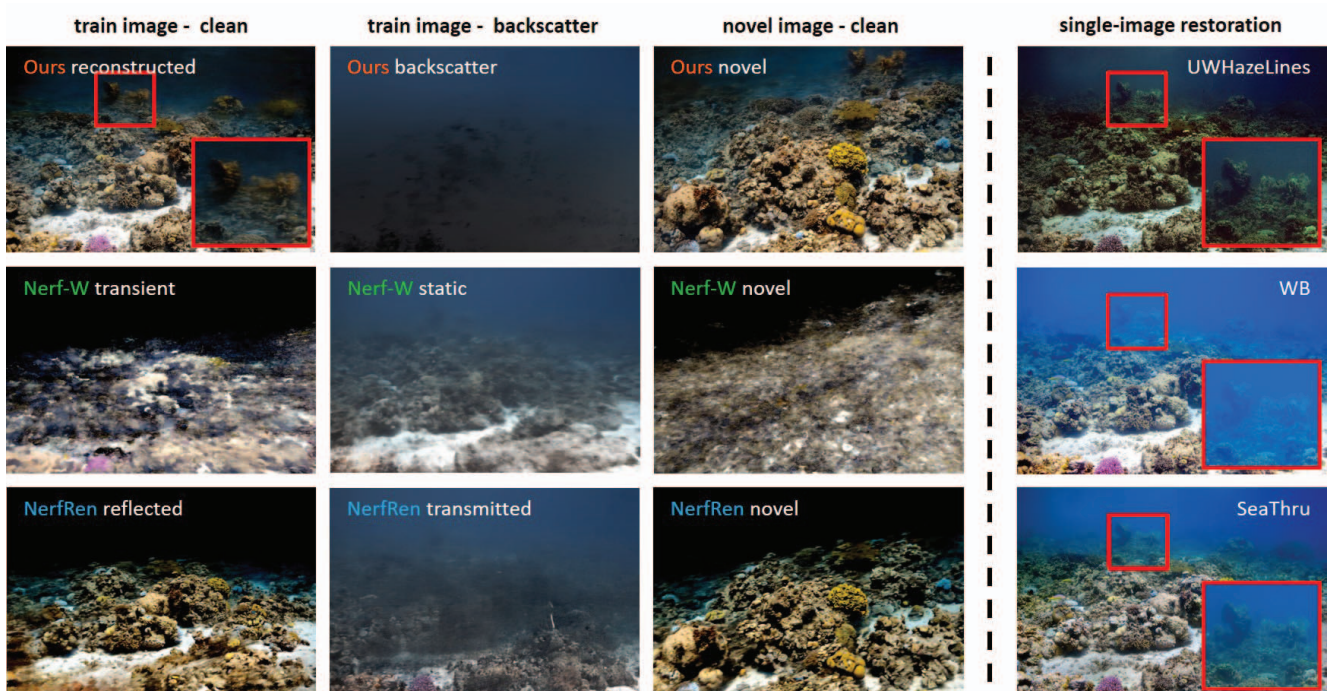 train image - clean
train image - backscatter
novel image - clean
single-image restoration
Ours reconstructed
Ours backscatter
Ours novel
UWHazeLines
Nerf-W transient
Nerf-W static
Nerf-W novel
WB
NerfRen reflected
NerfRen transmitted
NerfRen novel
SeaThru